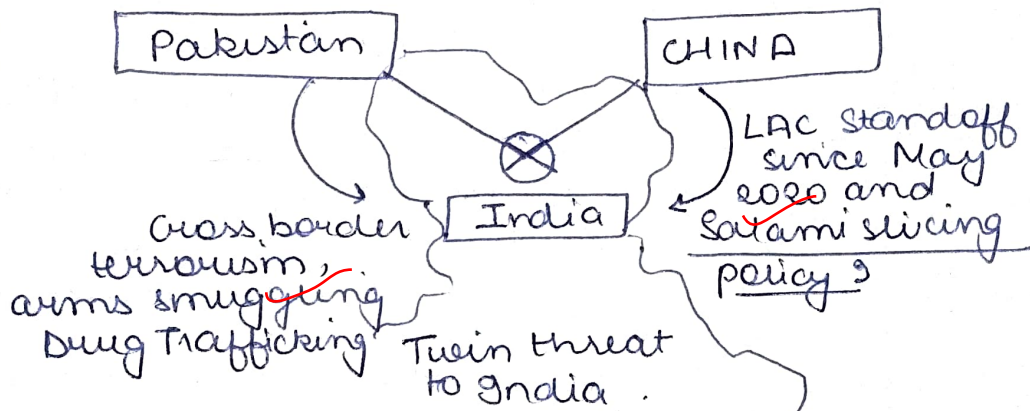 Pakistan
CHINA
LAC standoff
since May
2020 and
Salami slicing
policy 9
India
Cross border
terrorism,
arms smuggling
Drug Trafficking
Twin threat
to India.